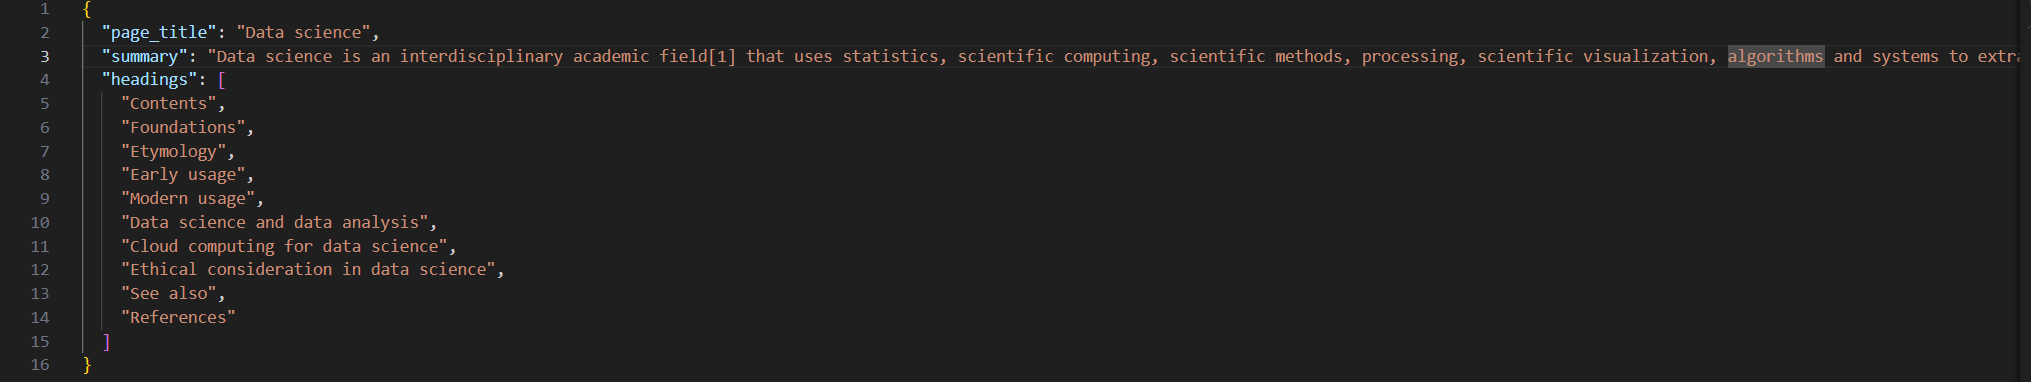 1 {
2 "page_title": "Data science",
3 "summary": "Data science is an interdisciplinary academic field[1] that uses statistics, scientific computing, scientific methods, processing, scientific visualization, algorithms and systems to extra
4 "headings": [
5 "Contents",
6 "Foundations",
7 "Etymology",
8 "Early usage",
9 "Modern usage",
10 "Data science and data analysis",
11 "Cloud computing for data science",
12 "Ethical consideration in data science",
13 "See also",
14 "References"
15 ]
16 }